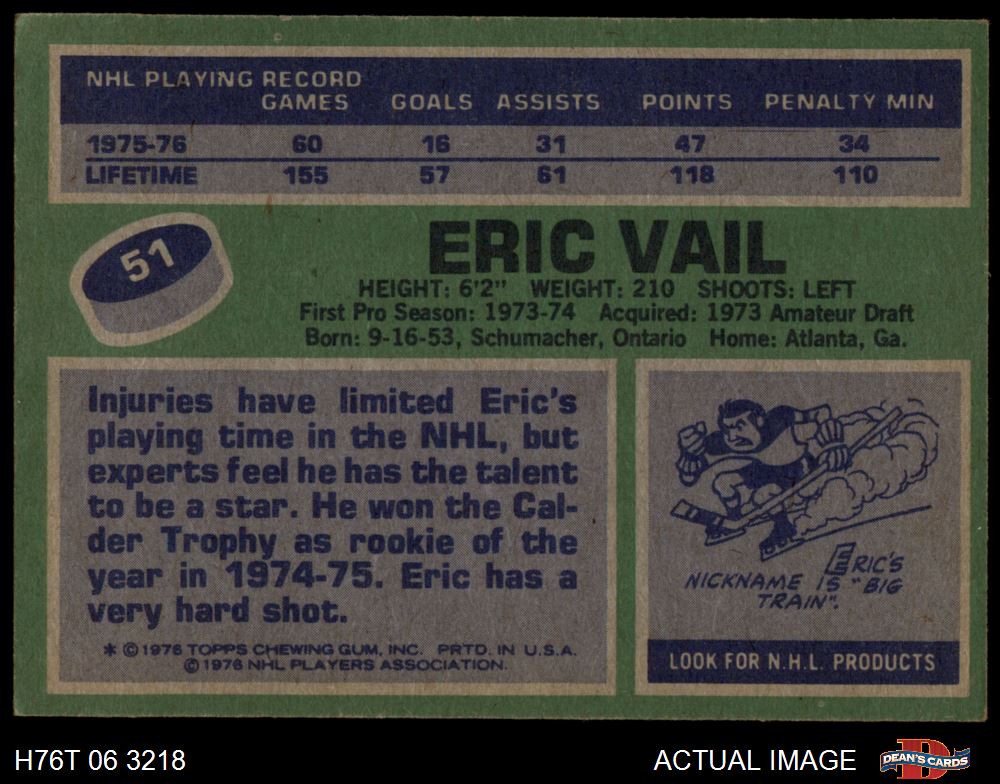 NHL PLAYING RECORD
GAMES GOALS ASSISTS POINTS PENALTY MIN
1975-76 60 16 31 47 34
LIFETIME 155 57 61 118 110
51
ERIC VAIL
HEIGHT: 6'2" WEIGHT: 210 SHOOTS: LEFT
First Pro Season: 1973-74 Acquired: 1973 Amateur Draft
Born: 9-16-53, Schumacher, Ontario Home: Atlanta, Ga.
Injuries have limited Eric's
playing time in the NHL, but
experts feel he has the talent
to be a star. He won the Cal-
der Trophy as rookie of the
year in 1974-75. Eric has a
very hard shot.
* © 1976 TOPPS CHEWING GUM, INC. PRTD. IN U.S.A.
© 1976 NHL PLAYERS ASSOCIATION.
ERIC'S
NICKNAME IS "BIG
TRAIN".
LOOK FOR N.H.L. PRODUCTS
H76T 06 3218
ACTUAL IMAGE
D
DEAN'S CARDS